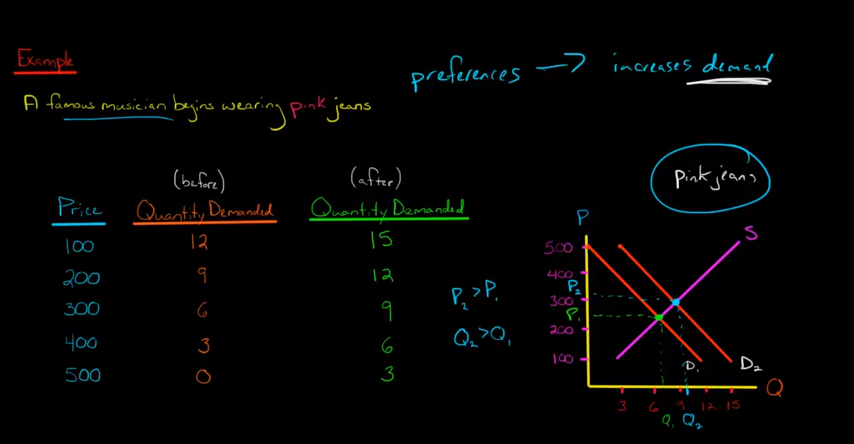 Example
preferences → increases demand
A famous musician begins wearing pink jeans
pink jeans
(before) (after)
Price Quantity Demanded Quantity Demanded
100 12 15
200 9 12
300 6 9
400 3 6
500 0 3
P₂ > P₁
Q₂ > Q₁
P
S
500
400
P₂
300
P₁
200
100
D₁ D₂
Q
3 6 9 12 15
Q₁ Q₂